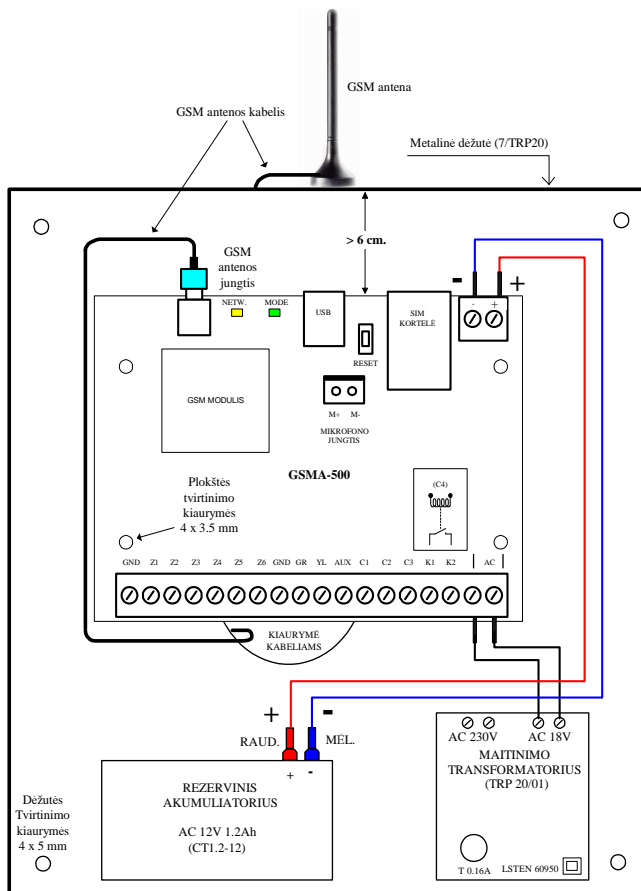 GSM antena
GSM antenos kabelis
Metalinė dėžutė (7/TRP20)
> 6 cm.
GSM
antenos
jungtis
- +
NETW. MODE
USB
SIM
KORTELĖ
- +
RESET
GSM MODULIS
M+ M-
MIKROFONO
JUNGTIS
GSMA-500
(C4)
Plokštės
tvirtinimo
kiaurymės
4 x 3.5 mm
GND Z1 Z2 Z3 Z4 Z5 Z6 GND GR YL AUX C1 C2 C3 K1 K2 | AC |
KIAURYMĖ
KABELIAMS
+ -
RAUD. MĖL.
+ -
REZERVINIS
AKUMULIATORIUS
AC 12V 1.2Ah
(CT1.2-12)
AC 230V AC 18V
MAITINIMO
TRANSFORMATORIUS
(TRP 20/01)
T 0.16A LSTEN 60950
Dėžutės
Tvirtinimo
kiaurymės
4 x 5 mm